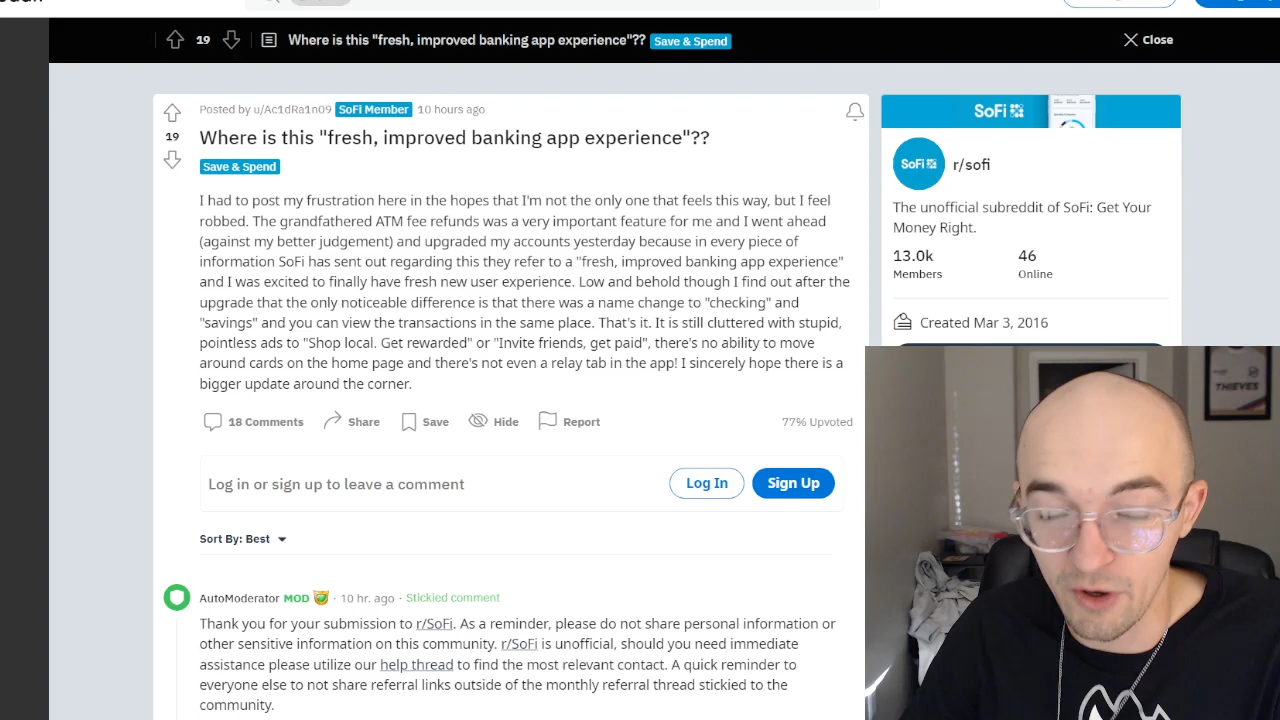 19
Where is this "fresh, improved banking app experience"??
Save & Spend
Close
Posted by u/Ac1dRa1n09 SoFi Member 10 hours ago
19
Where is this "fresh, improved banking app experience"??
Save & Spend
I had to post my frustration here in the hopes that I'm not the only one that feels this way, but I feel
robbed. The grandfathered ATM fee refunds was a very important feature for me and I went ahead
(against my better judgement) and upgraded my accounts yesterday because in every piece of
information SoFi has sent out regarding this they refer to a "fresh, improved banking app experience"
and I was excited to finally have fresh new user experience. Low and behold though I find out after the
upgrade that the only noticeable difference is that there was a name change to "checking" and
"savings" and you can view the transactions in the same place. That's it. It is still cluttered with stupid,
pointless ads to "Shop local. Get rewarded" or "Invite friends, get paid", there's no ability to move
around cards on the home page and there's not even a relay tab in the app! I sincerely hope there is a
bigger update around the corner.
18 Comments
Share
Save
Hide
Report
77% Upvoted
Log in or sign up to leave a comment
Log In
Sign Up
Sort By: Best
AutoModerator MOD · 10 hr. ago · Stickied comment
Thank you for your submission to r/SoFi. As a reminder, please do not share personal information or
other sensitive information on this community. r/SoFi is unofficial, should you need immediate
assistance please utilize our help thread to find the most relevant contact. A quick reminder to
everyone else to not share referral links outside of the monthly referral thread stickied to the
community.
SoFi
SoFi
r/sofi
The unofficial subreddit of SoFi: Get Your
Money Right.
13.0k
Members
46
Online
Created Mar 3, 2016
THIEVES